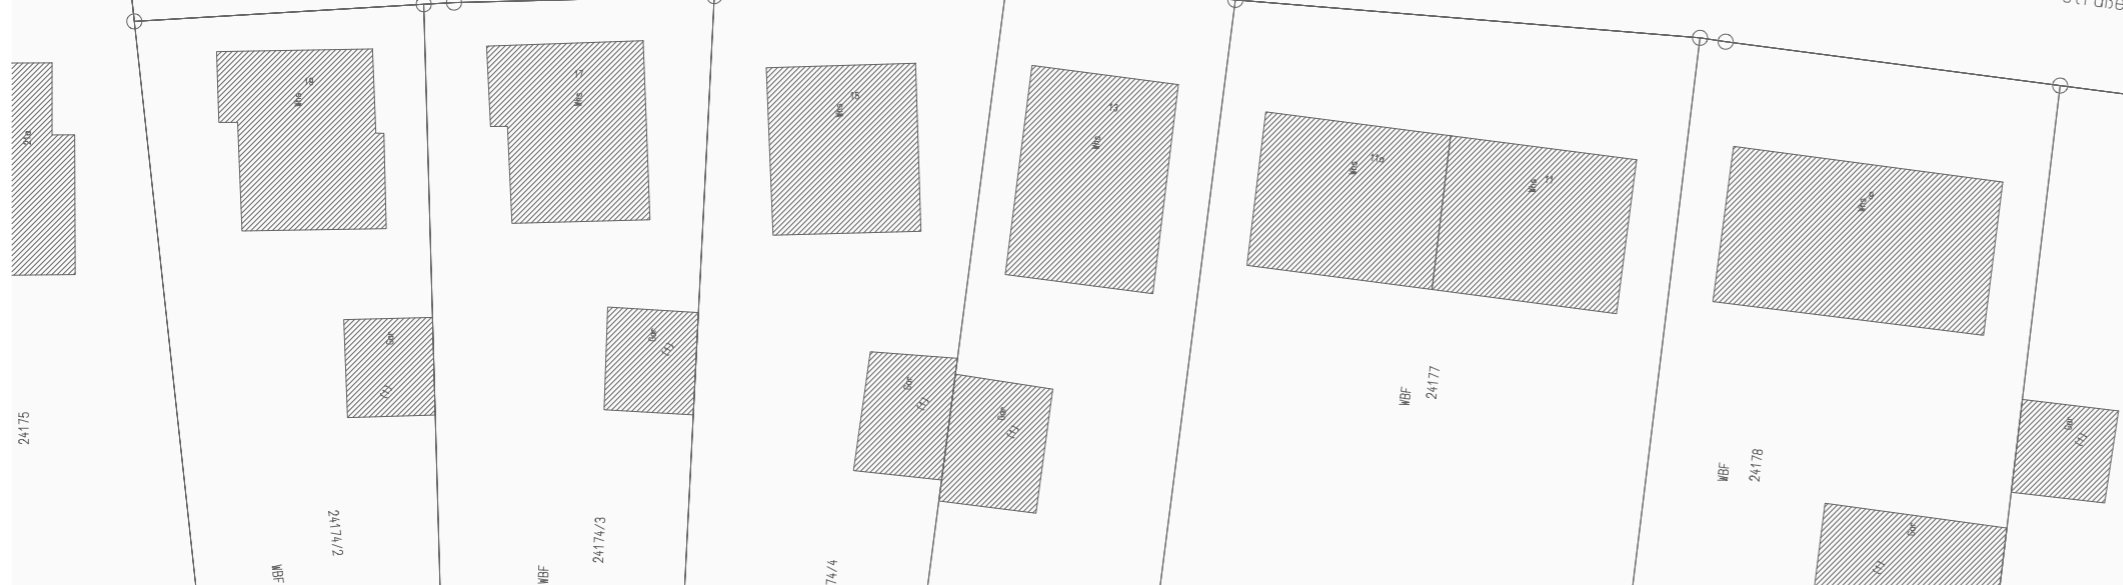 Straße
21a
Whs
19
Whs
17
Whs
15
Whs
13
Whs
11a
Whs
11
Whs
9
Gar
(1)
Gar
(1)
Gar
(1)
Gar
(1)
Gar
(1)
Gar
(1)
24175
WBF
24174/2
WBF
24174/3
74/4
WBF
24177
WBF
24178